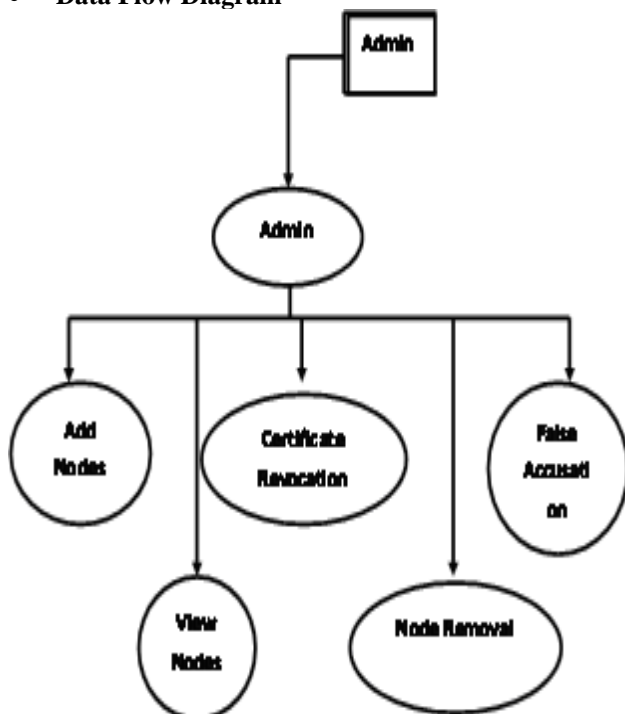 • Data Flow Diagram
Admin
Admin
Add
Nodes
Certificate
Revocation
False
Accusati
on
View
Nodes
Node Removal